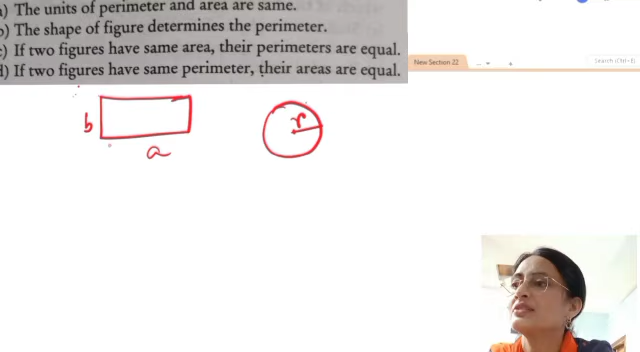 ) The units of perimeter and area are same.
) The shape of figure determines the perimeter.
) If two figures have same area, their perimeters are equal.
) If two figures have same perimeter, their areas are equal.
New Section 22
Search (Ctrl+E)
b
a
r